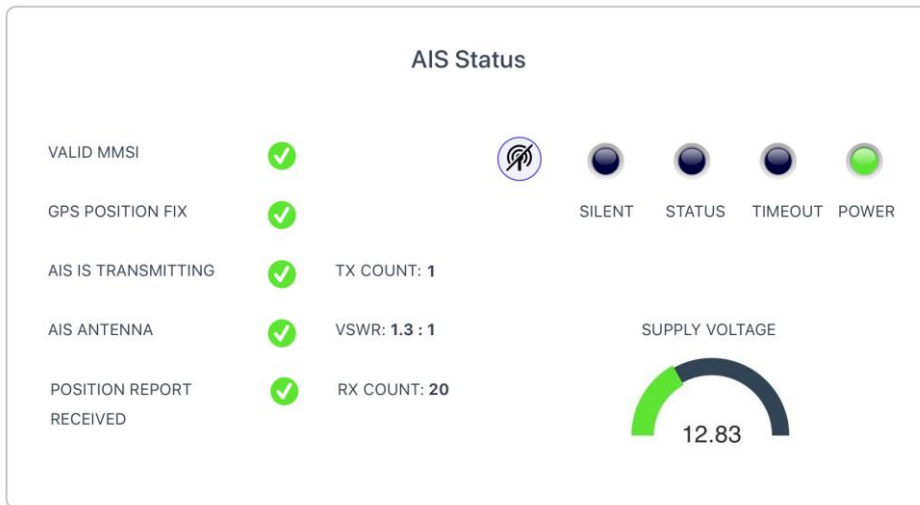 AIS Status
VALID MMSI
GPS POSITION FIX
SILENT STATUS TIMEOUT POWER
AIS IS TRANSMITTING TX COUNT: 1
AIS ANTENNA VSWR: 1.3 : 1
SUPPLY VOLTAGE
POSITION REPORT
RECEIVED
RX COUNT: 20
12.83